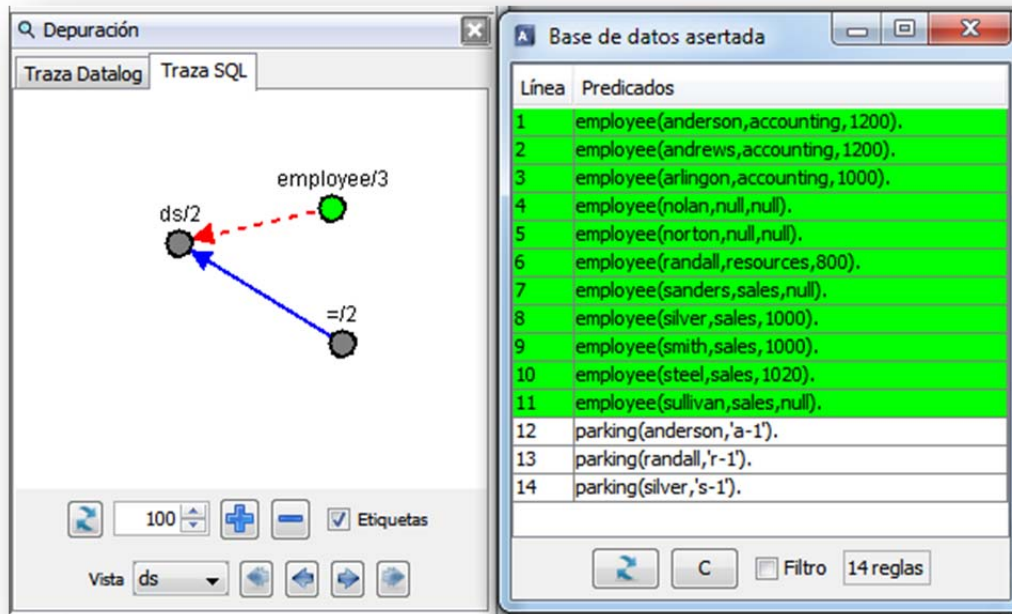 Depuración
Traza Datalog Traza SQL
employee/3
ds/2
=/2
100 Etiquetas
Vista ds
Base de datos asertada
Línea Predicados
1 employee(anderson,accounting,1200).
2 employee(andrews,accounting,1200).
3 employee(arlingon,accounting,1000).
4 employee(nolan,null,null).
5 employee(norton,null,null).
6 employee(randall,resources,800).
7 employee(sanders,sales,null).
8 employee(silver,sales,1000).
9 employee(smith,sales,1000).
10 employee(steel,sales,1020).
11 employee(sullivan,sales,null).
12 parking(anderson,'a-1').
13 parking(randall,'r-1').
14 parking(silver,'s-1').
C Filtro 14 reglas